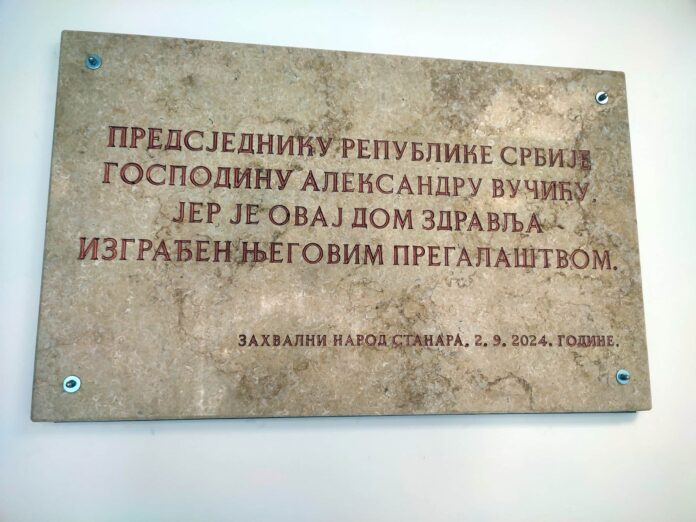 ПРЕДСЈЕДНИКУ РЕПУБЛИКЕ СРБИЈЕ
ГОСПОДИНУ АЛЕКСАНДРУ ВУЧИЋУ,
ЈЕР ЈЕ ОВАЈ ДОМ ЗДРАВЉА
ИЗГРАЂЕН ЊЕГОВИМ ПРЕГАЛАШТВОМ.
ЗАХВАЛНИ НАРОД СТАНАРА, 2. 9. 2024. ГОДИНЕ.